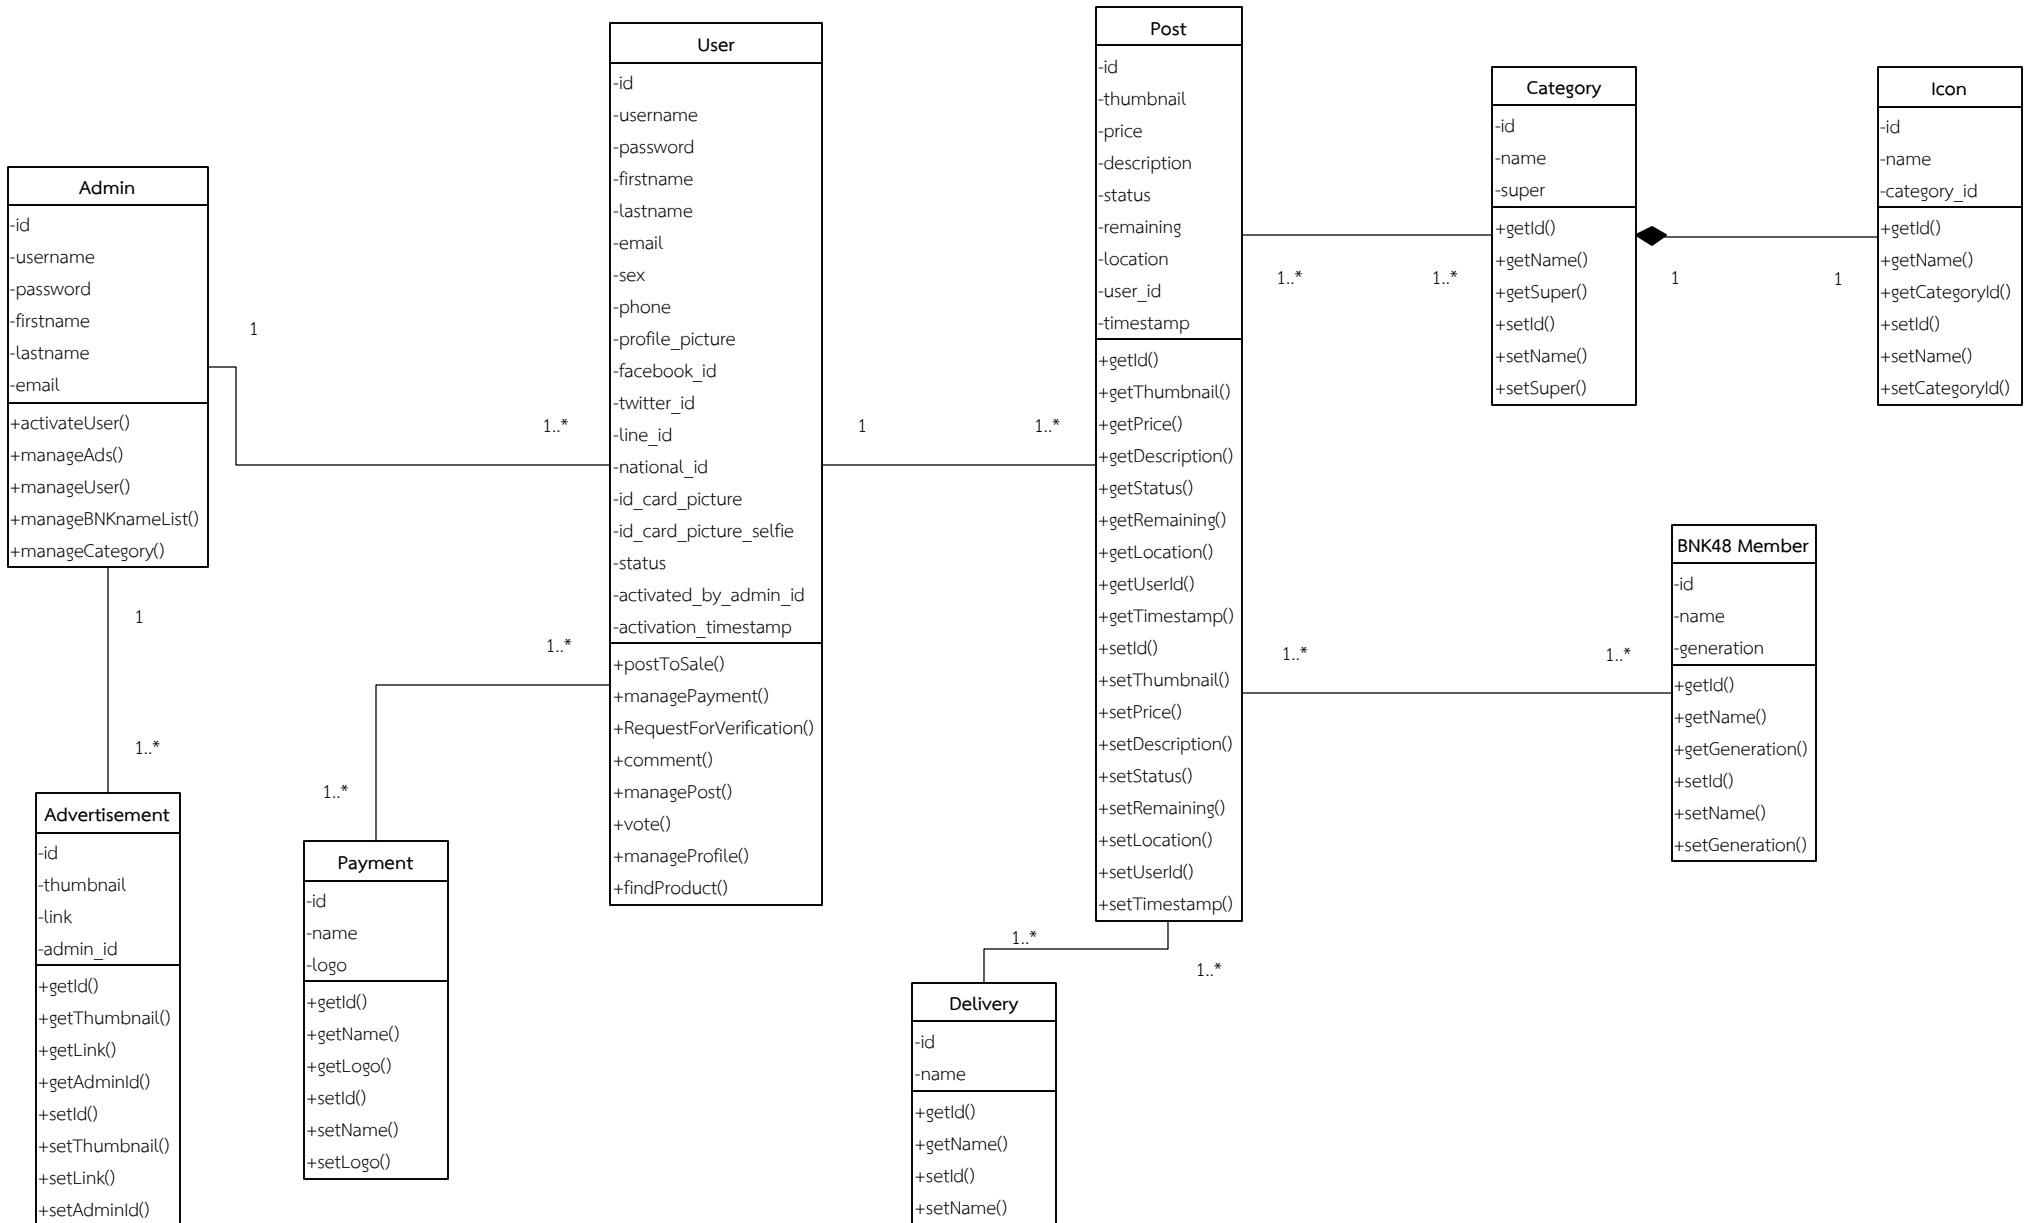 Admin
-id
-username
-password
-firstname
-lastname
-email
+activateUser()
+manageAds()
+manageUser()
+manageBNKnameList()
+manageCategory()
1
1..*
1
1..*
Advertisement
-id
-thumbnail
-link
-admin_id
+getId()
+getThumbnail()
+getLink()
+getAdminId()
+setId()
+setThumbnail()
+setLink()
+setAdminId()
User
-id
-username
-password
-firstname
-lastname
-email
-sex
-phone
-profile_picture
-facebook_id
-twitter_id
-line_id
-national_id
-id_card_picture
-id_card_picture_selfie
-status
-activated_by_admin_id
-activation_timestamp
+postToSale()
+managePayment()
+RequestForVerification()
+comment()
+managePost()
+vote()
+manageProfile()
+findProduct()
1..*
1..*
Payment
-id
-name
-logo
+getId()
+getName()
+getLogo()
+setId()
+setName()
+setLogo()
1
1..*
Post
-id
-thumbnail
-price
-description
-status
-remaining
-location
-user_id
-timestamp
+getId()
+getThumbnail()
+getPrice()
+getDescription()
+getStatus()
+getRemaining()
+getLocation()
+getUserId()
+getTimestamp()
+setId()
+setThumbnail()
+setPrice()
+setDescription()
+setStatus()
+setRemaining()
+setLocation()
+setUserId()
+setTimestamp()
1..*
1..*
Delivery
-id
-name
+getId()
+getName()
+setId()
+setName()
1..*
1..*
Category
-id
-name
-super
+getId()
+getName()
+getSuper()
+setId()
+setName()
+setSuper()
1
1
Icon
-id
-name
-category_id
+getId()
+getName()
+getCategoryId()
+setId()
+setName()
+setCategoryId()
1..*
1..*
BNK48 Member
-id
-name
-generation
+getId()
+getName()
+getGeneration()
+setId()
+setName()
+setGeneration()